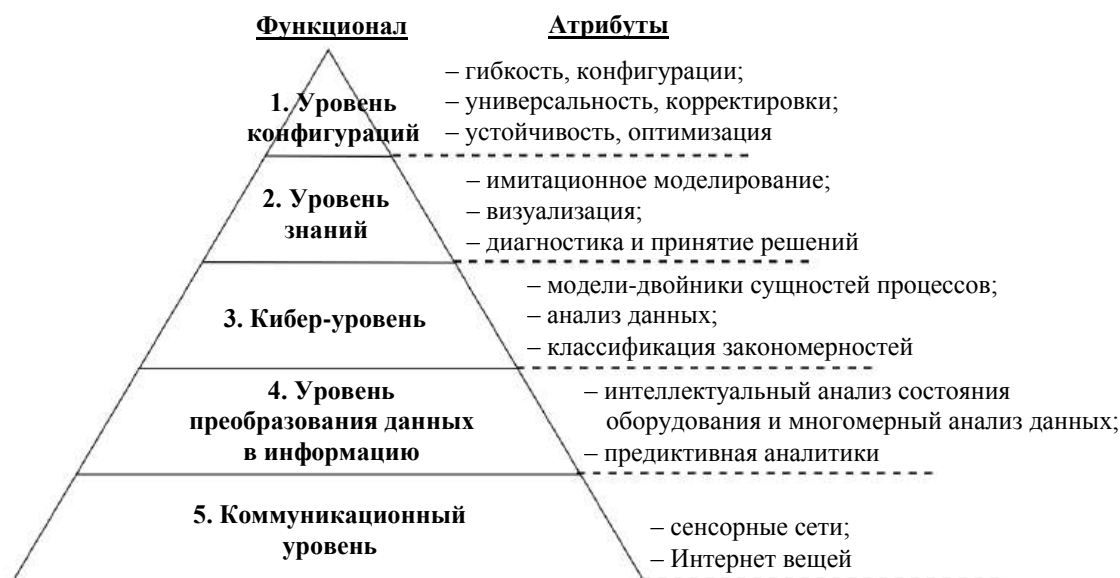 Функционал
Атрибуты
1. Уровень
конфигураций
– гибкость, конфигурации;
– универсальность, корректировки;
– устойчивость, оптимизация
2. Уровень
знаний
– имитационное моделирование;
– визуализация;
– диагностика и принятие решений
3. Кибер-уровень
– модели-двойники сущностей процессов;
– анализ данных;
– классификация закономерностей
4. Уровень
преобразования данных
в информацию
– интеллектуальный анализ состояния
оборудования и многомерный анализ данных;
– предиктивная аналитики
5. Коммуникационный
уровень
– сенсорные сети;
– Интернет вещей